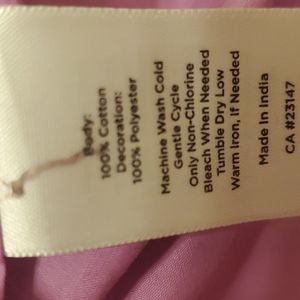 Body:
100% Cotton
Decoration:
100% Polyester
Machine Wash Cold
Gentle Cycle
Only Non-Chlorine
Bleach When Needed
Tumble Dry Low
Warm Iron, If Needed
Made In India
CA #23147